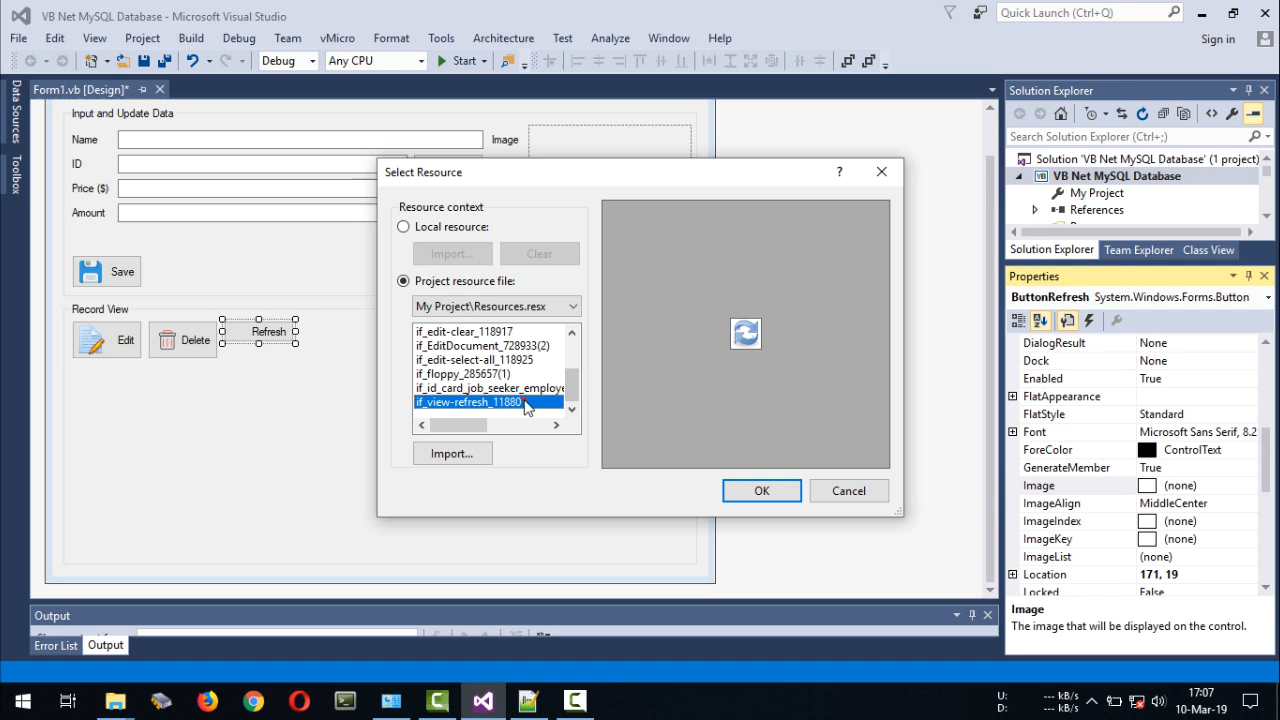 VB Net MySQL Database - Microsoft Visual Studio
Quick Launch (Ctrl+Q)
File Edit View Project Build Debug Team vMicro Format Tools Architecture Test Analyze Window Help
Sign in
Debug Any CPU Start
Form1.vb [Design]*
Data Sources
Toolbox
Input and Update Data
Name
Image
ID
Price ($)
Amount
Save
Record View
Edit
Delete
Refresh
Select Resource
?
Resource context
Local resource:
Import...
Clear
Project resource file:
My Project\Resources.resx
if_edit-clear_118917
if_EditDocument_728933(2)
if_edit-select-all_118925
if_floppy_285657(1)
if_id_card_job_seeker_employe
if_view-refresh_11880
Import...
OK
Cancel
Solution Explorer
Search Solution Explorer (Ctrl+;)
Solution 'VB Net MySQL Database' (1 project)
VB Net MySQL Database
My Project
References
Solution Explorer Team Explorer Class View
Properties
ButtonRefresh System.Windows.Forms.Button
DialogResult None
Dock None
Enabled True
FlatAppearance
FlatStyle Standard
Font Microsoft Sans Serif, 8.2
ForeColor ControlText
GenerateMember True
Image (none)
ImageAlign MiddleCenter
ImageIndex (none)
ImageKey (none)
ImageList (none)
Location 171, 19
Locked False
Image
The image that will be displayed on the control.
Output
Error List Output
U: --- kB/s
D: --- kB/s
17:07
10-Mar-19